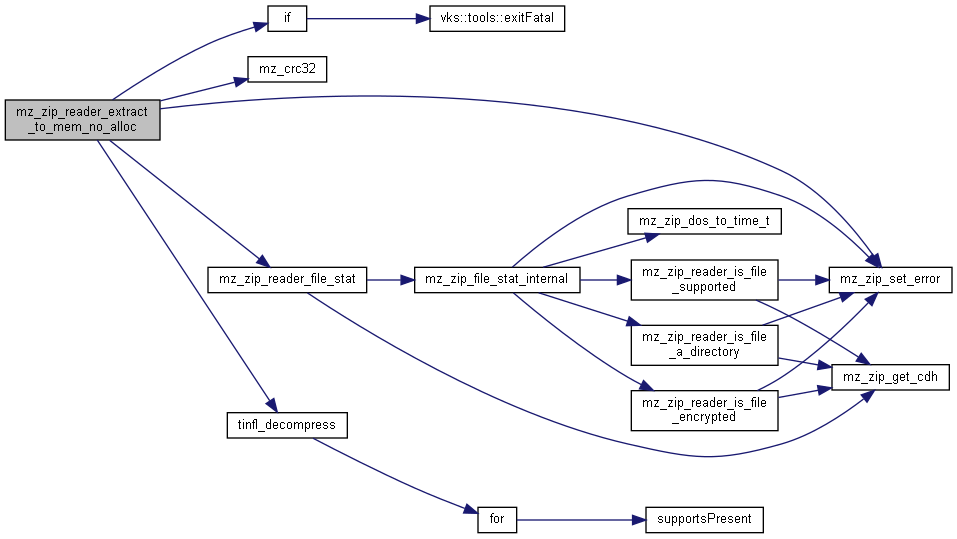 if
vks::tools::exitFatal
mz_crc32
mz_zip_reader_extract
_to_mem_no_alloc
mz_zip_dos_to_time_t
mz_zip_reader_file_stat
mz_zip_file_stat_internal
mz_zip_reader_is_file
_supported
mz_zip_set_error
mz_zip_reader_is_file
_a_directory
mz_zip_get_cdh
mz_zip_reader_is_file
_encrypted
tinfl_decompress
for
supportsPresent